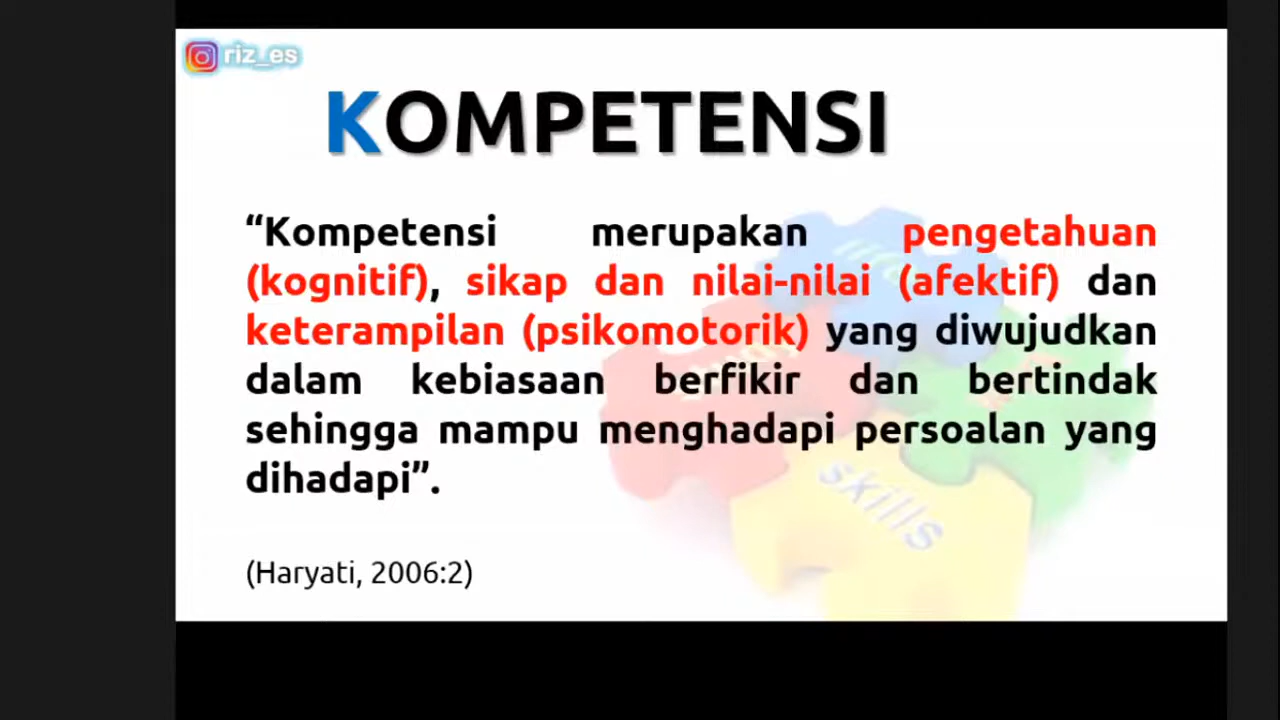 riz_es
KOMPETENSI
“Kompetensi merupakan pengetahuan
(kognitif), sikap dan nilai-nilai (afektif) dan
keterampilan (psikomotorik) yang diwujudkan
dalam kebiasaan berfikir dan bertindak
sehingga mampu menghadapi persoalan yang
dihadapi”.
skills
(Haryati, 2006:2)